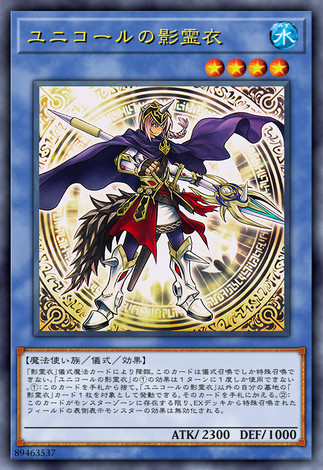 ユニコールの影霊衣
水
【魔法使い族／儀式／効果】
「影霊衣」儀式魔法カードにより降臨。このカードは儀式召喚でしか特殊召喚で
きない。「ユニコールの影霊衣」の①の効果は１ターンに１度しか使用できない。
①：このカードを手札から捨て、「ユニコールの影霊衣」以外の自分の墓地の「
影霊衣」カード１枚を対象として発動できる。そのカードを手札に加える。②：
このカードがモンスターゾーンに存在する限り、EXデッキから特殊召喚された
フィールドの表側表示モンスターの効果は無効化される。
ATK/ 2300 DEF/1000
89463537